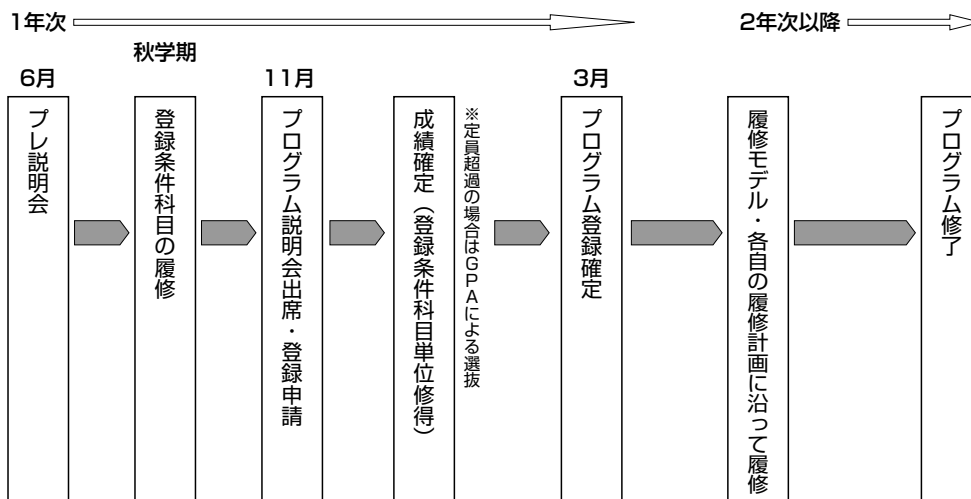 1年次
2年次以降
秋学期
6月
11月
3月
プレ説明会
登録条件科目の履修
プログラム説明会出席・登録申請
成績確定（登録条件科目単位修得）
※定員超過の場合はGPAによる選抜
プログラム登録確定
履修モデル・各自の履修計画に沿って履修
プログラム修了